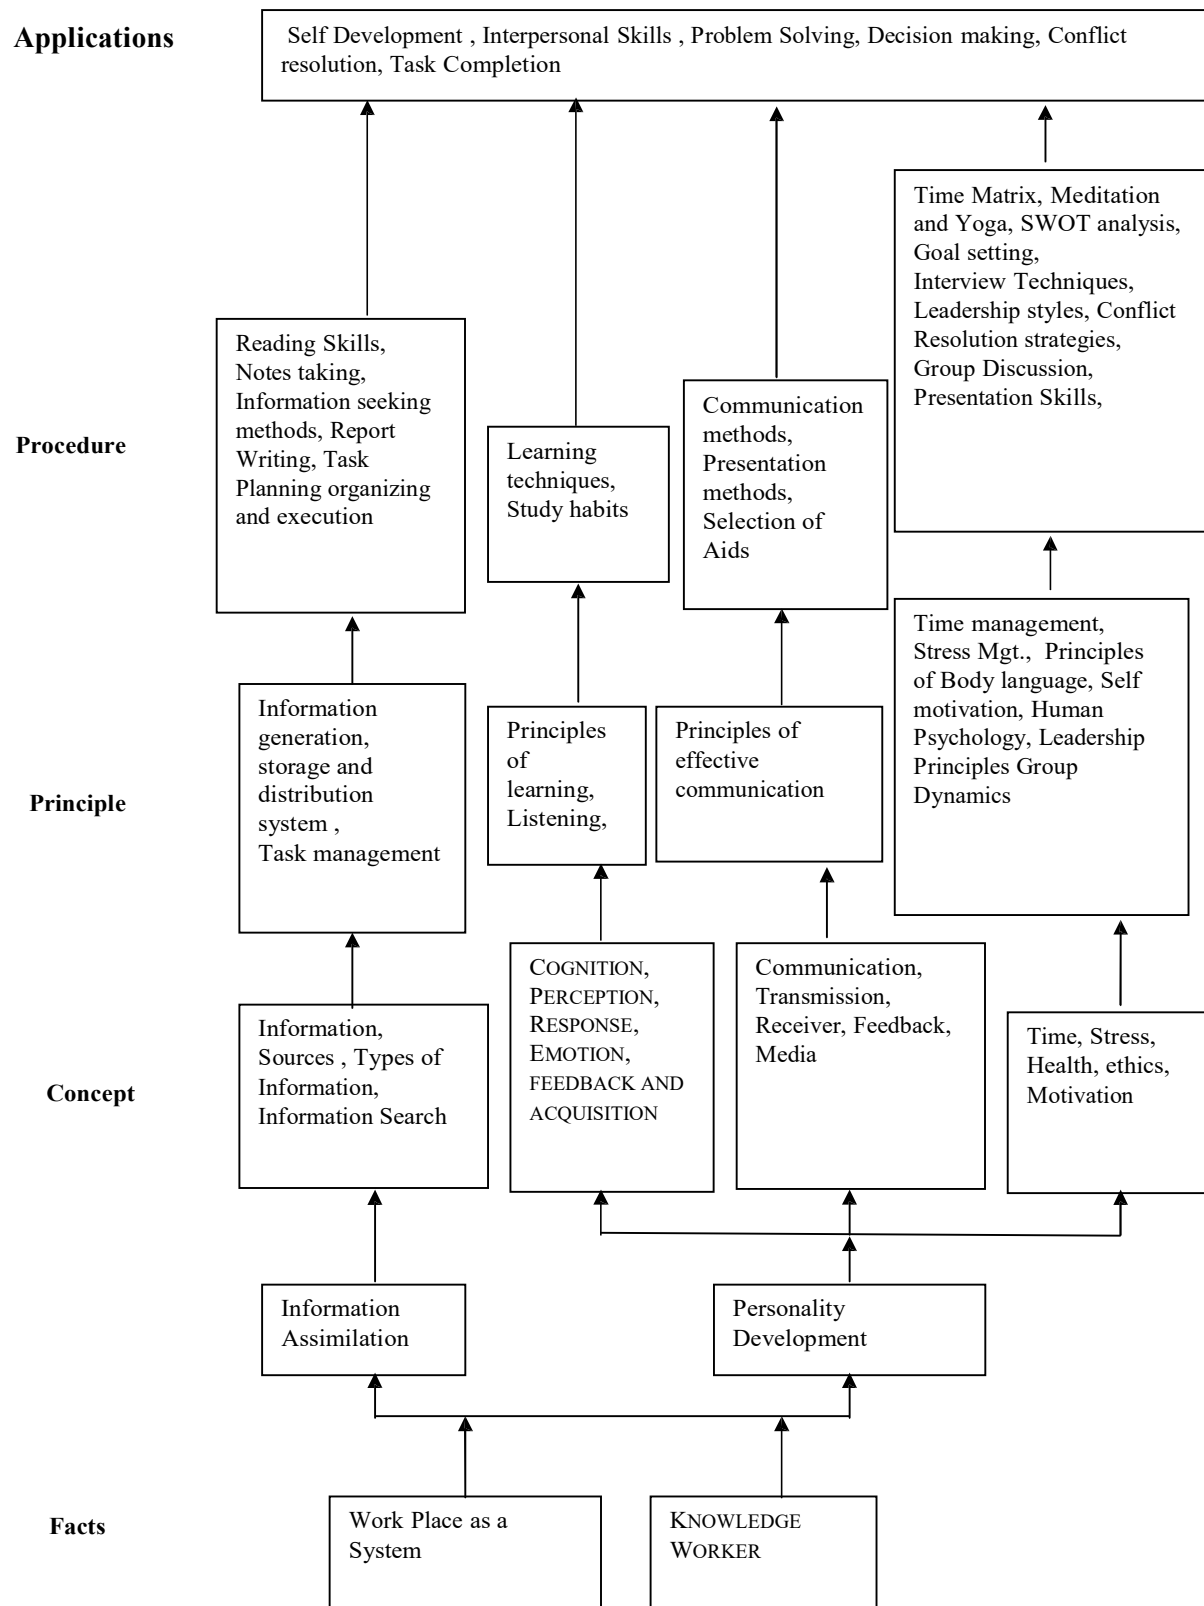 Applications
Self Development , Interpersonal Skills , Problem Solving, Decision making, Conflict
resolution, Task Completion
Time Matrix, Meditation
and Yoga, SWOT analysis,
Goal setting,
Interview Techniques,
Leadership styles, Conflict
Resolution strategies,
Group Discussion,
Presentation Skills,
Procedure
Reading Skills,
Notes taking,
Information seeking
methods, Report
Writing, Task
Planning organizing
and execution
Learning
techniques,
Study habits
Communication
methods,
Presentation
methods,
Selection of
Aids
Principle
Information
generation,
storage and
distribution
system ,
Task management
Principles
of
learning,
Listening,
Principles of
effective
communication
Time management,
Stress Mgt.,  Principles
of Body language, Self
motivation, Human
Psychology, Leadership
Principles Group
Dynamics
Concept
Information,
Sources , Types of
Information,
Information Search
COGNITION,
PERCEPTION,
RESPONSE,
EMOTION,
FEEDBACK AND
ACQUISITION
Communication,
Transmission,
Receiver, Feedback,
Media
Time, Stress,
Health, ethics,
Motivation
Information
Assimilation
Personality
Development
Facts
Work Place as a
System
KNOWLEDGE
WORKER